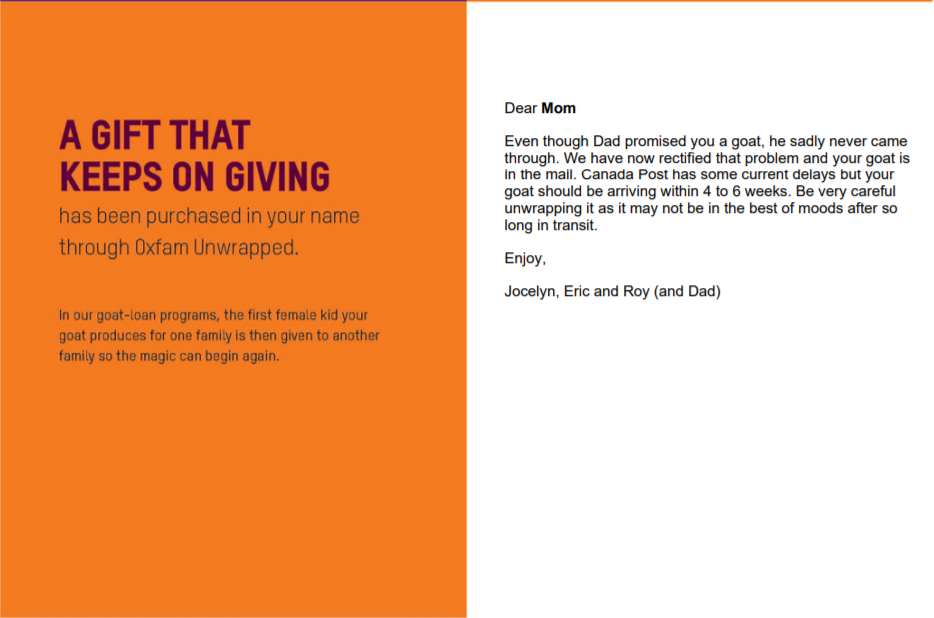 A GIFT THAT
KEEPS ON GIVING
has been purchased in your name
through Oxfam Unwrapped.
In our goat-loan programs, the first female kid your
goat produces for one family is then given to another
family so the magic can begin again.
Dear Mom
Even though Dad promised you a goat, he sadly never came
through. We have now rectified that problem and your goat is
in the mail. Canada Post has some current delays but your
goat should be arriving within 4 to 6 weeks. Be very careful
unwrapping it as it may not be in the best of moods after so
long in transit.
Enjoy,
Jocelyn, Eric and Roy (and Dad)